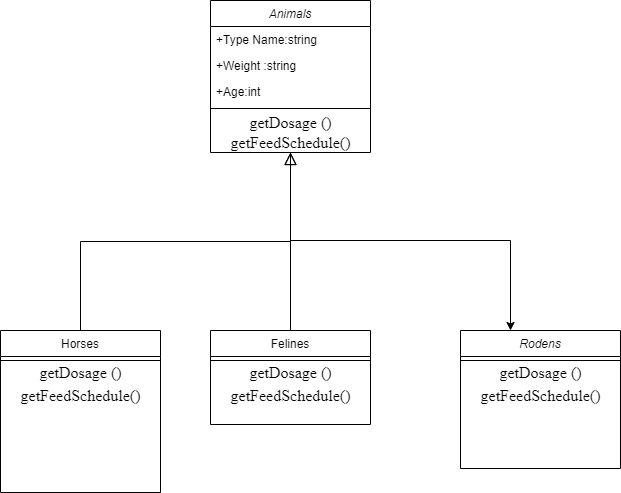 Animals
+Type Name:string
+Weight :string
+Age:int
getDosage ()
getFeedSchedule()
Horses
getDosage ()
getFeedSchedule()
Felines
getDosage ()
getFeedSchedule()
Rodens
getDosage ()
getFeedSchedule()